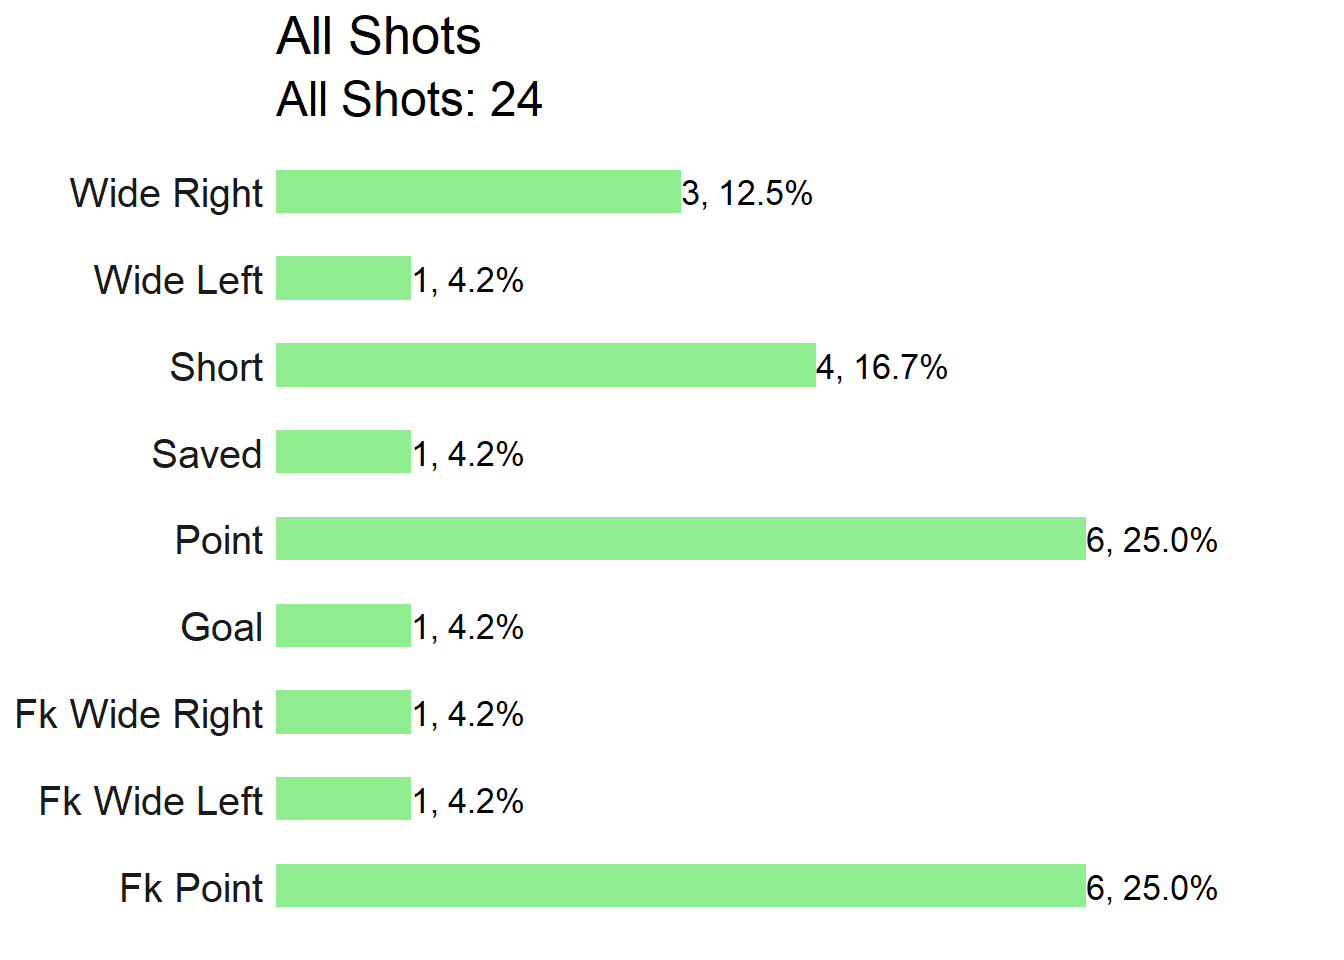 All Shots
All Shots: 24
Wide Right 3, 12.5%
Wide Left 1, 4.2%
Short 4, 16.7%
Saved 1, 4.2%
Point 6, 25.0%
Goal 1, 4.2%
Fk Wide Right 1, 4.2%
Fk Wide Left 1, 4.2%
Fk Point 6, 25.0%